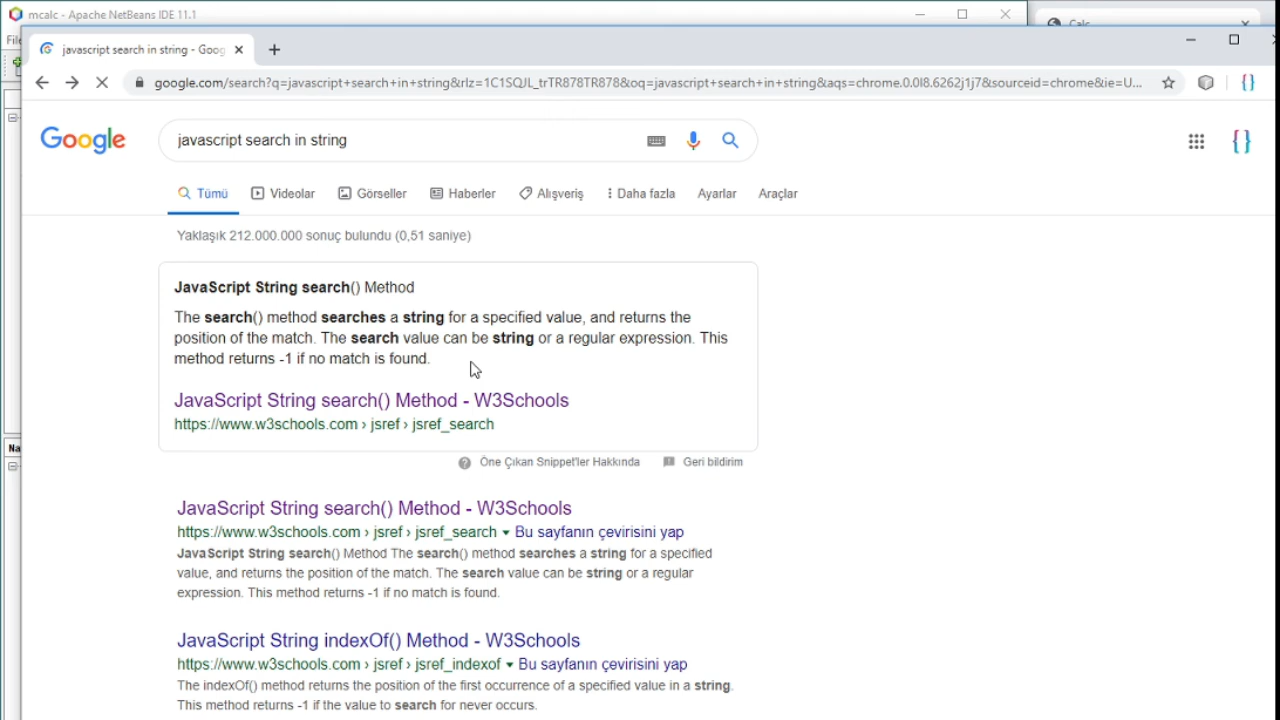 mcalc - Apache NetBeans IDE 11.1
Calc
File
javascript search in string - Goog
google.com/search?q=javascript+search+in+string&rlz=1C1SQJL_trTR878TR878&oq=javascript+search+in+string&aqs=chrome.0.0l8.6262j1j7&sourceid=chrome&ie=U...
Google
javascript search in string
Tümü Videolar Görseller Haberler Alışveriş Daha fazla Ayarlar Araçlar
Yaklaşık 212.000.000 sonuç bulundu (0,51 saniye)
JavaScript String search() Method
The search() method searches a string for a specified value, and returns the
position of the match. The search value can be string or a regular expression. This
method returns -1 if no match is found.
JavaScript String search() Method - W3Schools
https://www.w3schools.com › jsref › jsref_search
Na
Öne Çıkan Snippet'ler Hakkında Geri bildirim
JavaScript String search() Method - W3Schools
https://www.w3schools.com › jsref › jsref_search ▾ Bu sayfanın çevirisini yap
JavaScript String search() Method The search() method searches a string for a specified
value, and returns the position of the match. The search value can be string or a regular
expression. This method returns -1 if no match is found.
JavaScript String indexOf() Method - W3Schools
https://www.w3schools.com › jsref › jsref_indexof ▾ Bu sayfanın çevirisini yap
The indexOf() method returns the position of the first occurrence of a specified value in a string.
This method returns -1 if the value to search for never occurs.